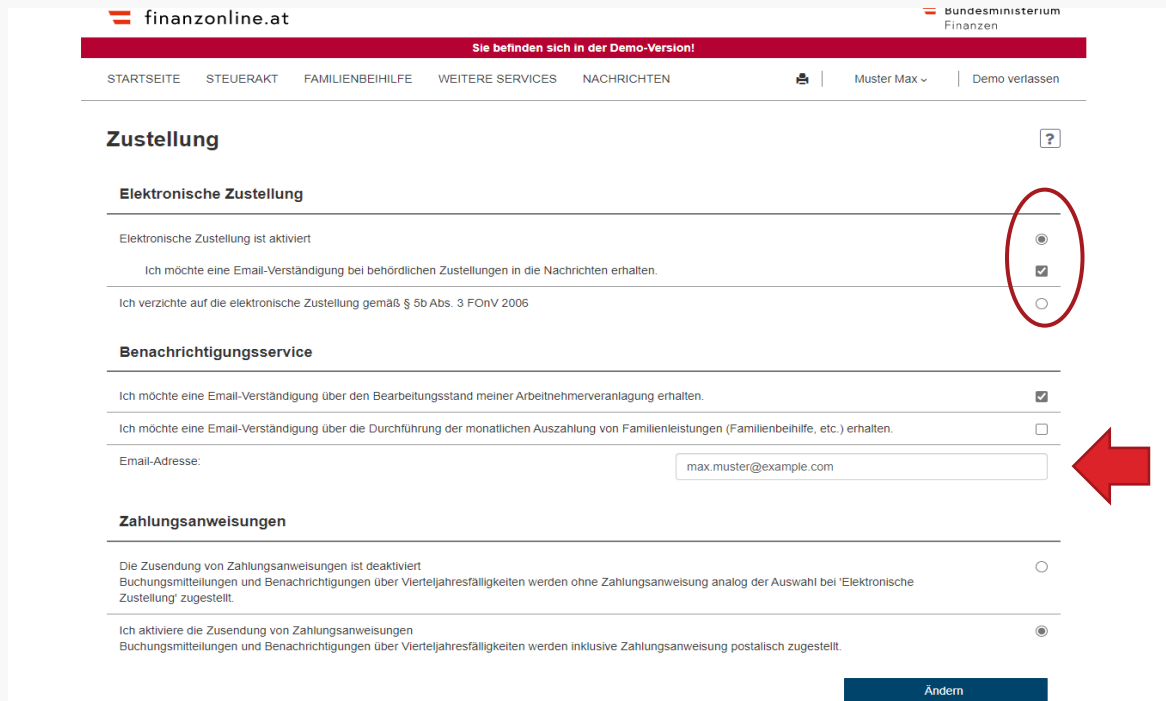 finanzonline.at
Bundesministerium
Finanzen
Sie befinden sich in der Demo-Version!
STARTSEITE STEUERAKT FAMILIENBEIHILFE WEITERE SERVICES NACHRICHTEN Muster Max Demo verlassen
Zustellung ?
Elektronische Zustellung
Elektronische Zustellung ist aktiviert
Ich möchte eine Email-Verständigung bei behördlichen Zustellungen in die Nachrichten erhalten.
Ich verzichte auf die elektronische Zustellung gemäß § 5b Abs. 3 FOnV 2006
Benachrichtigungsservice
Ich möchte eine Email-Verständigung über den Bearbeitungsstand meiner Arbeitnehmerveranlagung erhalten.
Ich möchte eine Email-Verständigung über die Durchführung der monatlichen Auszahlung von Familienleistungen (Familienbeihilfe, etc.) erhalten.
Email-Adresse: max.muster@example.com
Zahlungsanweisungen
Die Zusendung von Zahlungsanweisungen ist deaktiviert
Buchungsmitteilungen und Benachrichtigungen über Vierteljahresfälligkeiten werden ohne Zahlungsanweisung analog der Auswahl bei 'Elektronische
Zustellung' zugestellt.
Ich aktiviere die Zusendung von Zahlungsanweisungen
Buchungsmitteilungen und Benachrichtigungen über Vierteljahresfälligkeiten werden inklusive Zahlungsanweisung postalisch zugestellt.
Ändern